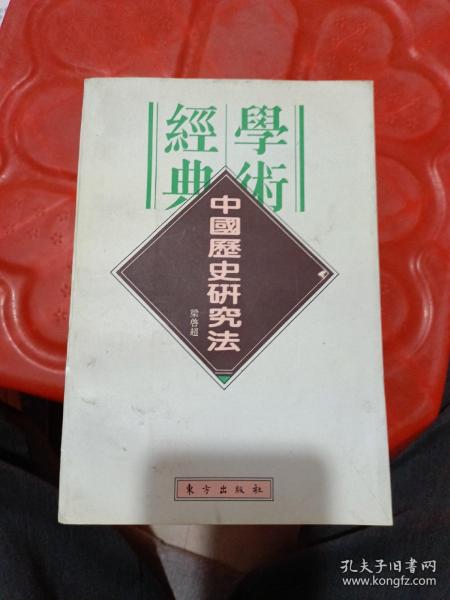 學術
經典
中國歷史研究法
梁啓超
東方出版社
孔夫子旧书网
www.kongfz.com